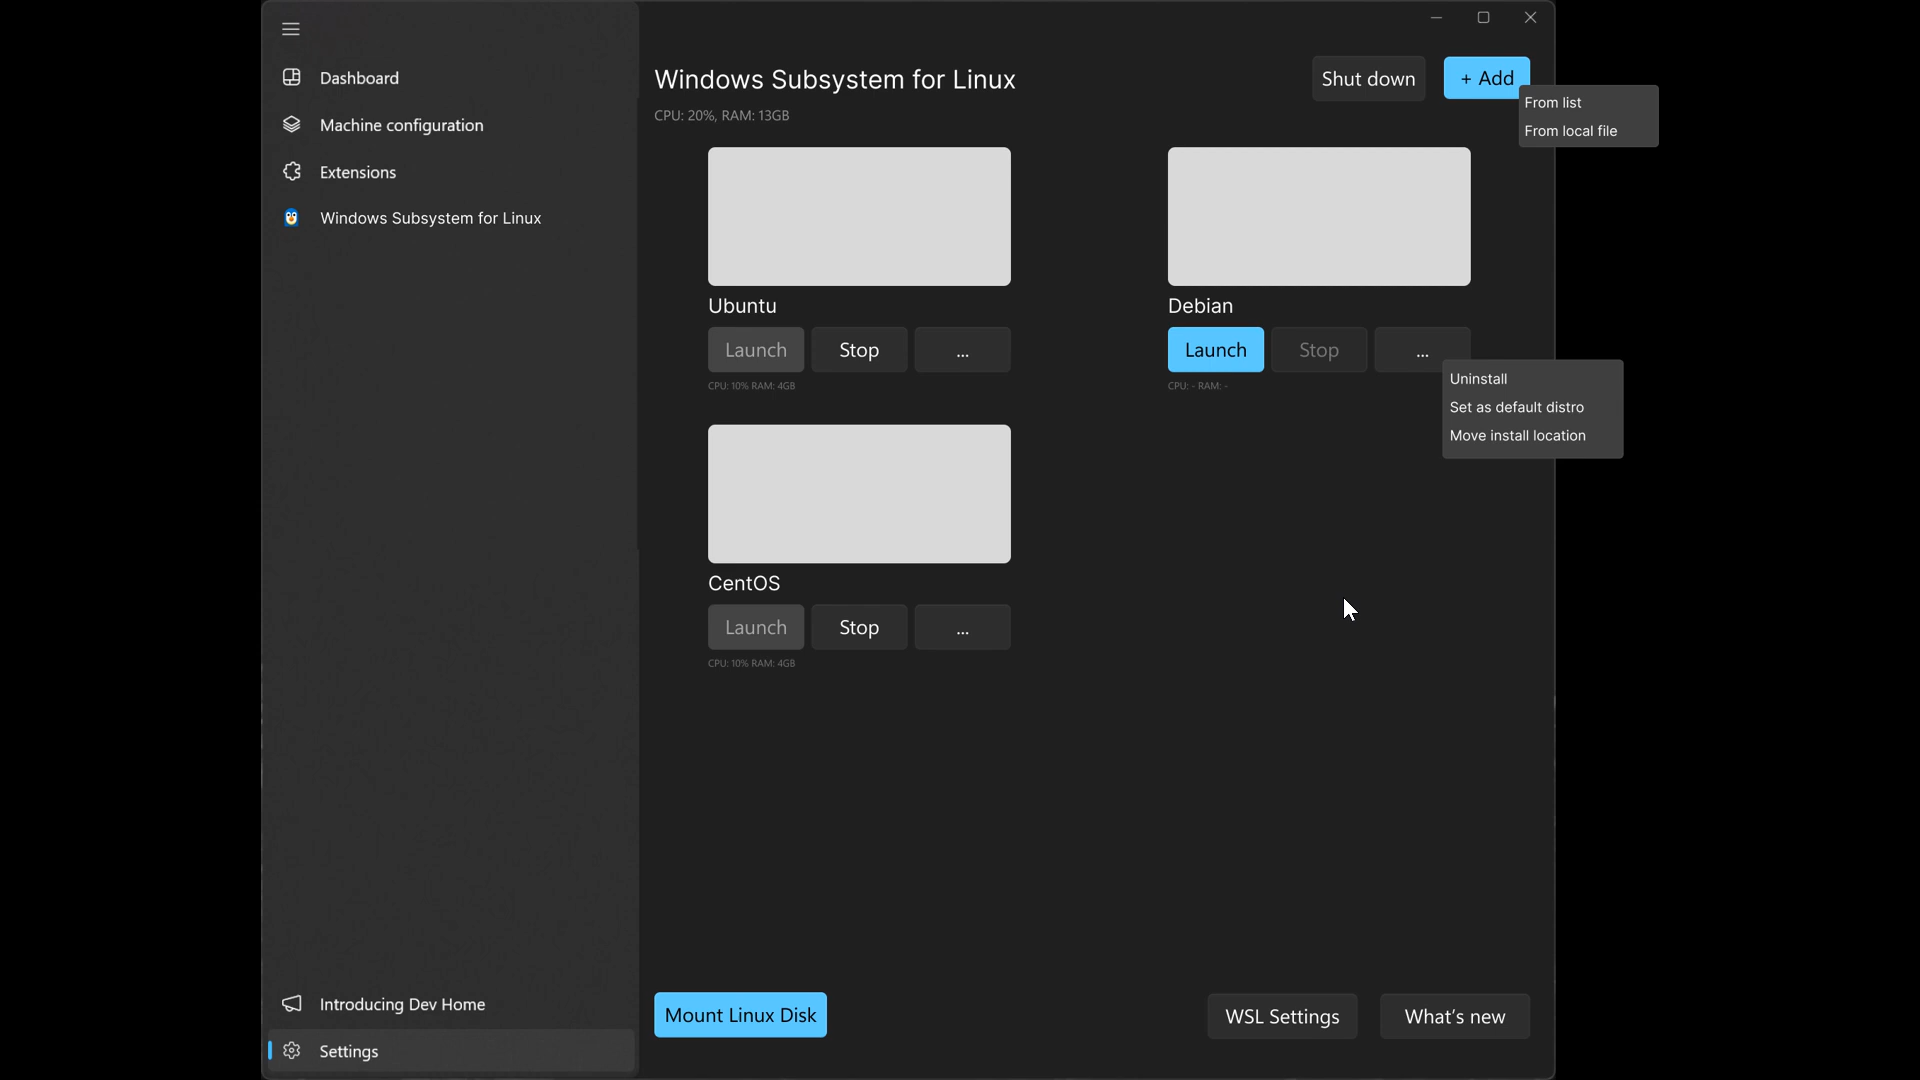 Dashboard
Machine configuration
Extensions
Windows Subsystem for Linux
Introducing Dev Home
Settings
Windows Subsystem for Linux
CPU: 20%, RAM: 13GB
Shut down
+ Add
From list
From local file
Ubuntu
Launch Stop ...
CPU: 10% RAM: 4GB
Debian
Launch Stop ...
CPU: - RAM: -
Uninstall
Set as default distro
Move install location
CentOS
Launch Stop ...
CPU: 10% RAM: 4GB
Mount Linux Disk
WSL Settings
What's new